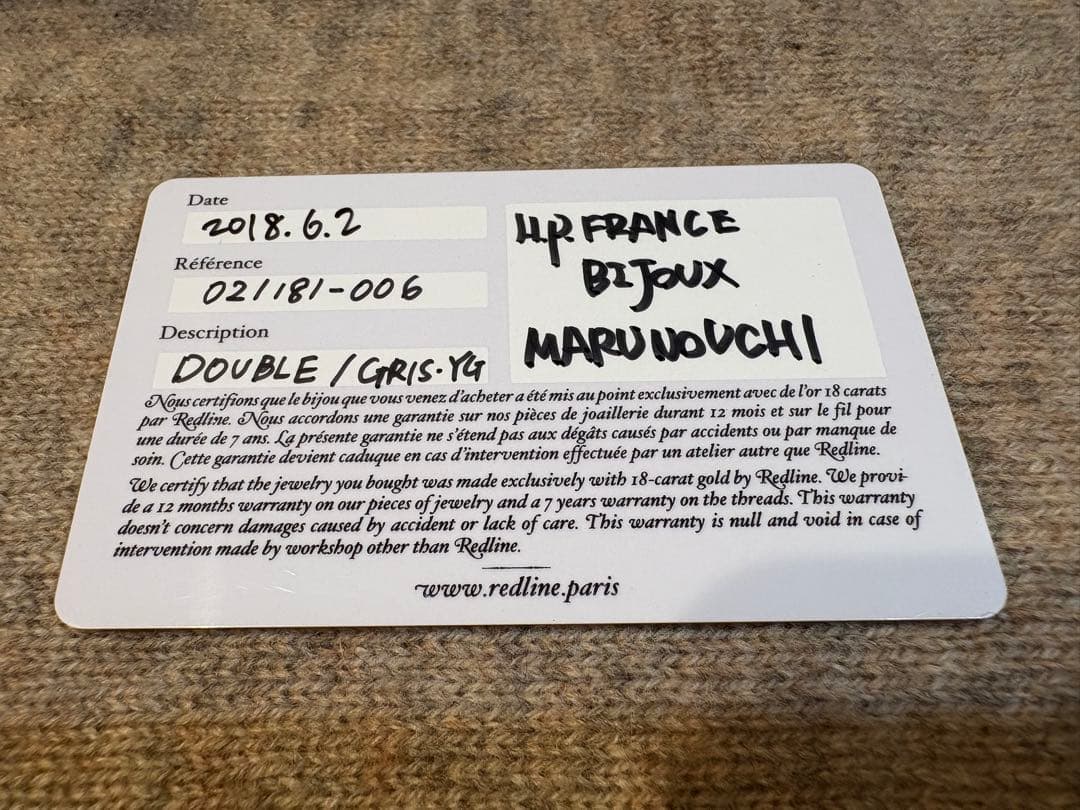 Date
2018.6.2
Référence
021181-006
Description
DOUBLE / GRIS.YG
H.P. FRANCE
BIJOUX
MARUNOUCHI
Nous certifions que le bijou que vous venez d'acheter a été mis au point exclusivement avec de l'or 18 carats
par Redline. Nous accordons une garantie sur nos pièces de joaillerie durant 12 mois et sur le fil pour
une durée de 7 ans. La présente garantie ne s'étend pas aux dégâts causés par accidents ou par manque de
soin. Cette garantie devient caduque en cas d'intervention effectuée par un atelier autre que Redline.
We certify that the jewelry you bought was made exclusively with 18-carat gold by Redline. We provi-
de a 12 months warranty on our pieces of jewelry and a 7 years warranty on the threads. This warranty
doesn't concern damages caused by accident or lack of care. This warranty is null and void in case of
intervention made by workshop other than Redline.
www.redline.paris